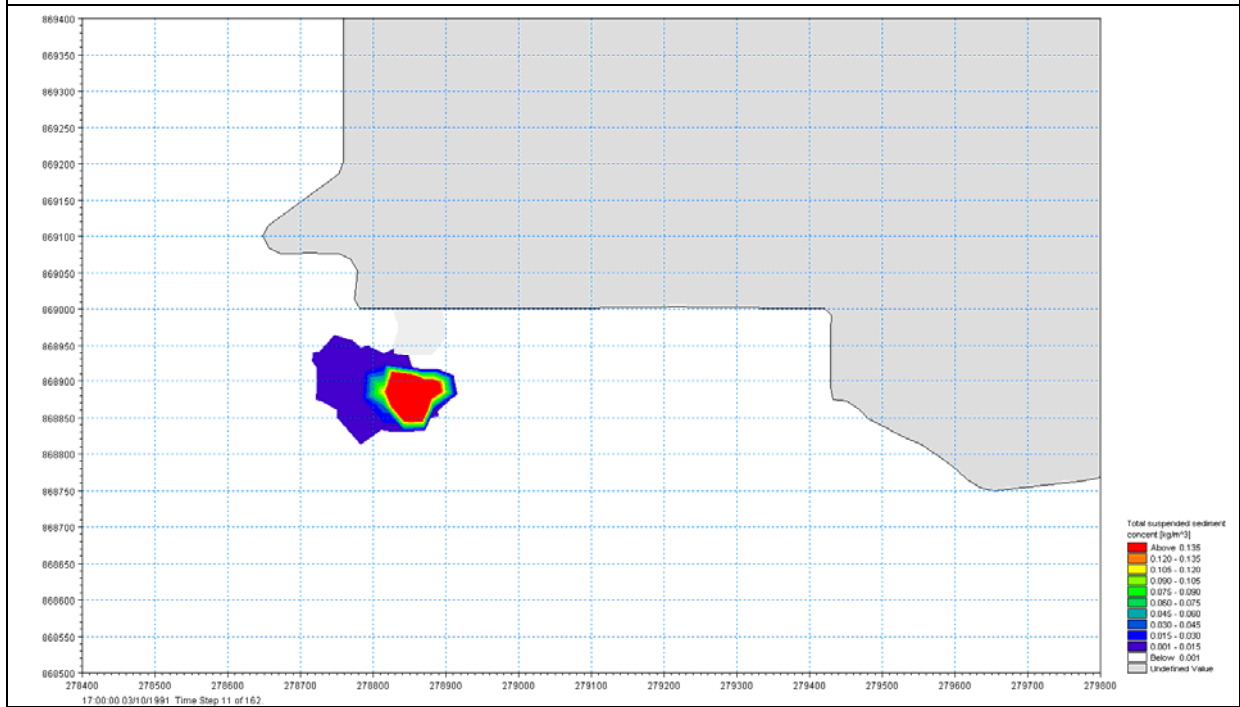 869400
869350
869300
869250
869200
869150
869100
869050
869000
868950
868900
868850
868800
868750
868700
868650
868600
868550
868500
278400 278500 278600 278700 278800 278900 279000 279100 279200 279300 279400 279500 279600 279700 279800
17:00:00 03/10/1991 Time Step 11 of 162.
Total suspended sediment
concent [kg/m^3]
Above 0.135
0.120 - 0.135
0.105 - 0.120
0.090 - 0.105
0.075 - 0.090
0.060 - 0.075
0.045 - 0.060
0.030 - 0.045
0.015 - 0.030
0.001 - 0.015
Below 0.001
Undefined Value